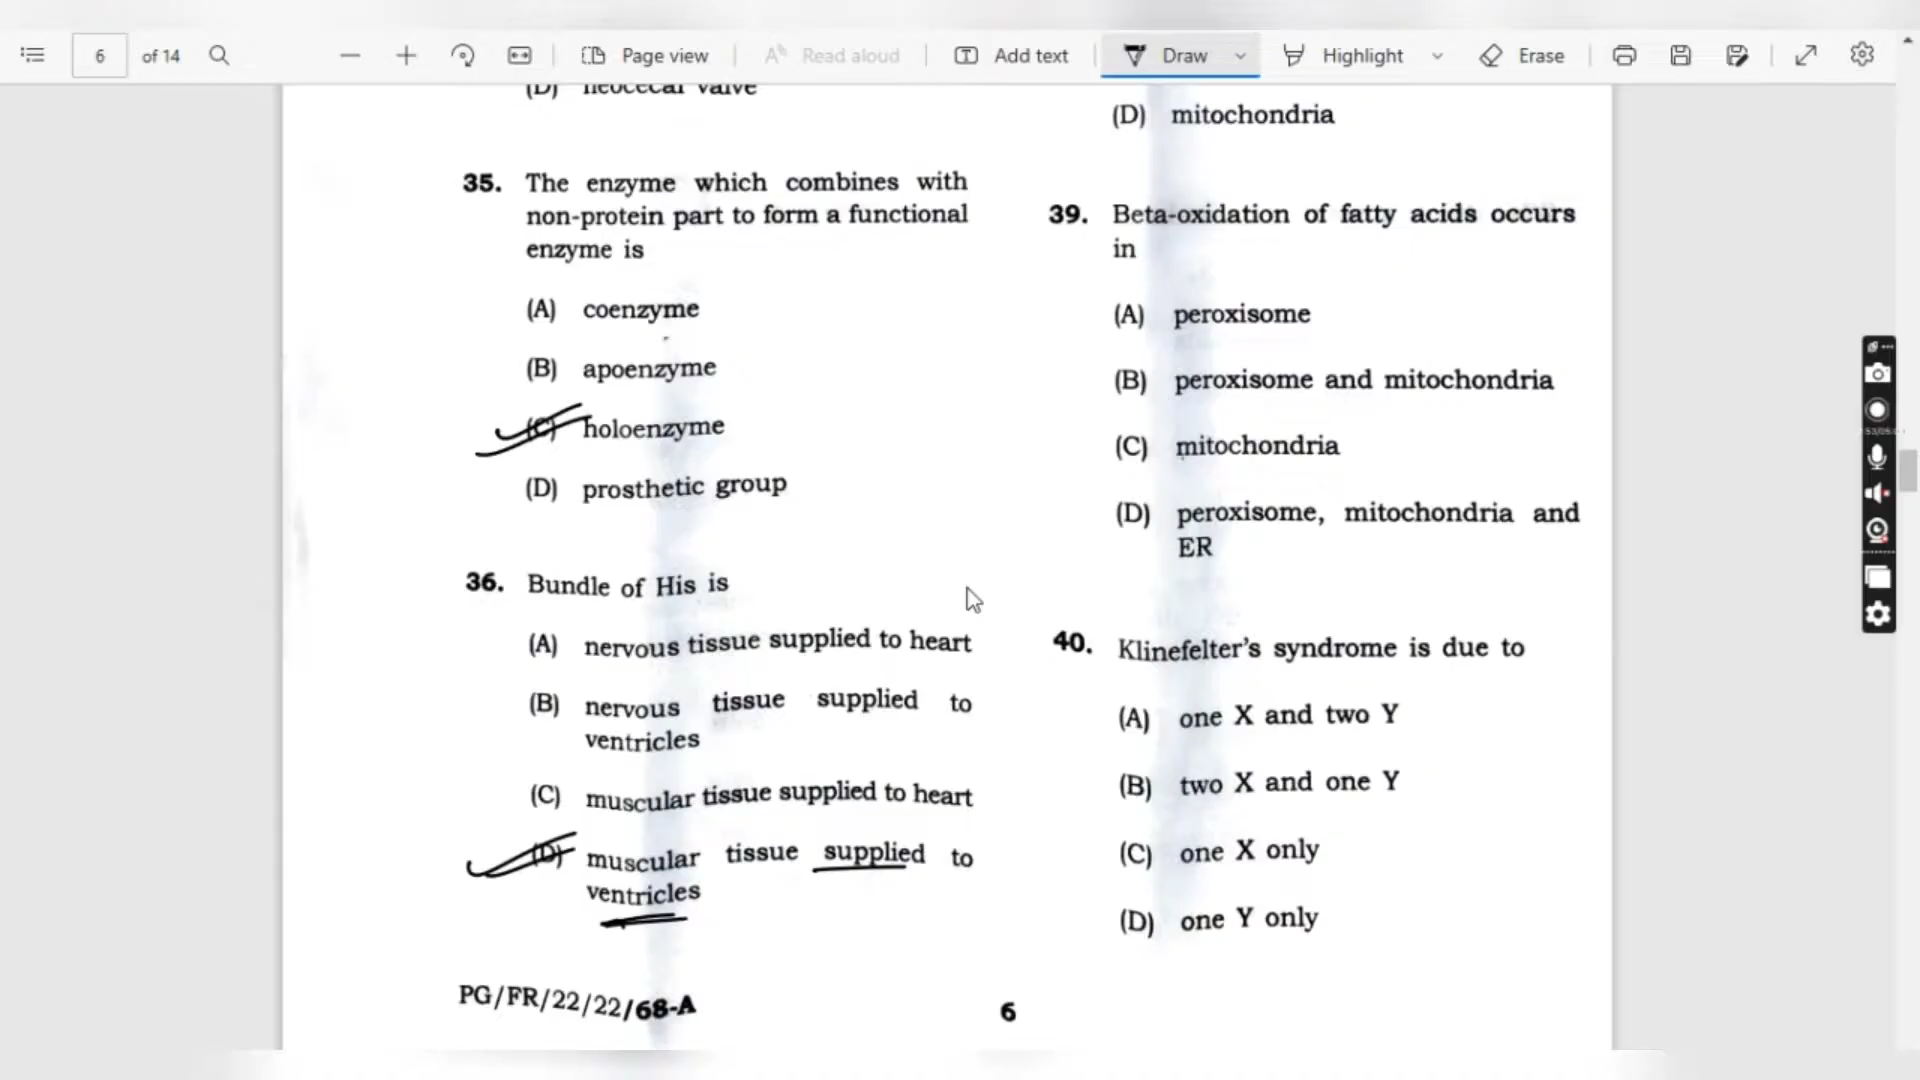 6 of 14 Page view Read aloud Add text Draw Highlight Erase
(D) ileocecal valve
35. The enzyme which combines with
non-protein part to form a functional
enzyme is
(A) coenzyme
(B) apoenzyme
(C) holoenzyme
(D) prosthetic group
36. Bundle of His is
(A) nervous tissue supplied to heart
(B) nervous tissue supplied to
ventricles
(C) muscular tissue supplied to heart
(D) muscular tissue supplied to
ventricles
(D) mitochondria
39. Beta-oxidation of fatty acids occurs
in
(A) peroxisome
(B) peroxisome and mitochondria
(C) mitochondria
(D) peroxisome, mitochondria and
ER
40. Klinefelter's syndrome is due to
(A) one X and two Y
(B) two X and one Y
(C) one X only
(D) one Y only
PG/FR/22/22/68-A 6